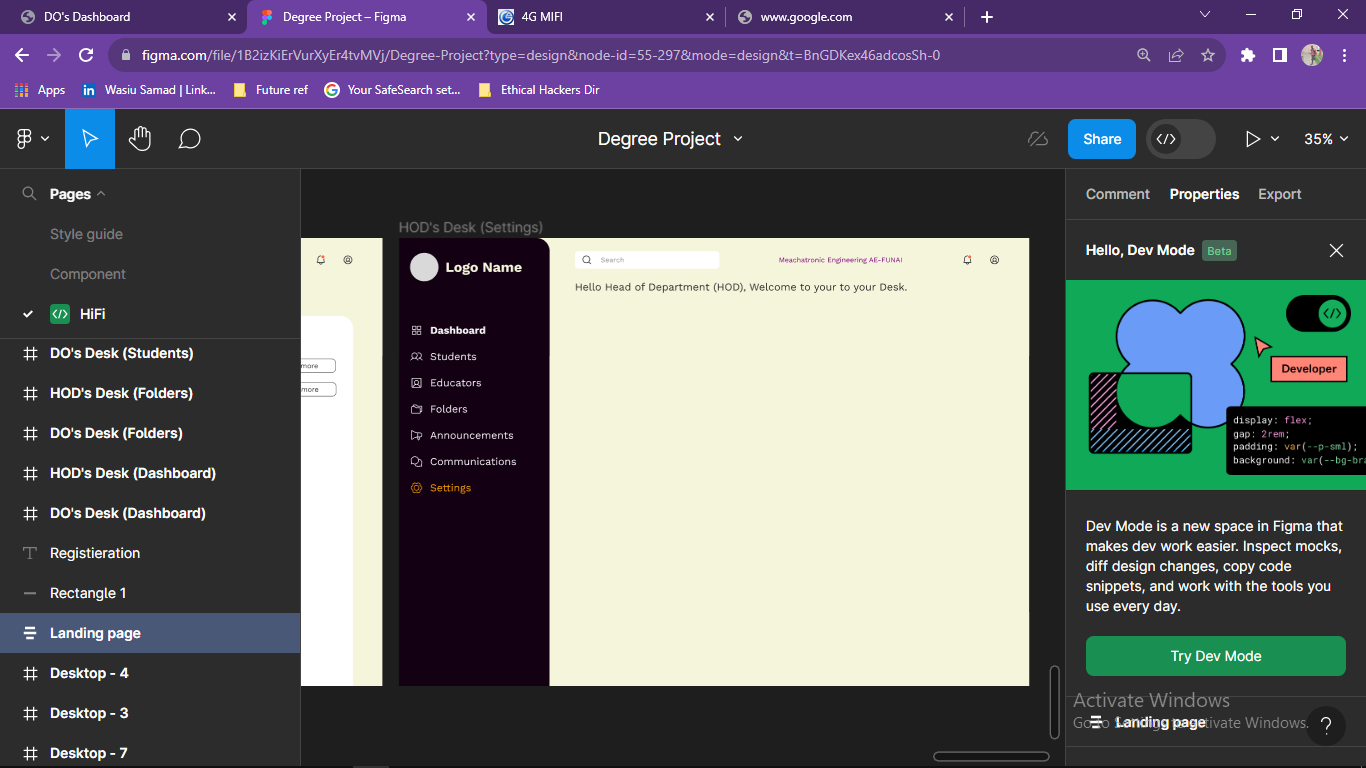 DO's Dashboard
Degree Project – Figma
4G MIFI
www.google.com
figma.com/file/1B2izKiErVurXyEr4tvMVj/Degree-Project?type=design&node-id=55-297&mode=design&t=BnGDKex46adcosSh-0
Apps
Wasiu Samad | Link...
Future ref
Your SafeSearch set...
Ethical Hackers Dir
Degree Project
Share
35%
Pages
Style guide
Component
HiFi
DO's Desk (Students)
HOD's Desk (Folders)
DO's Desk (Folders)
HOD's Desk (Dashboard)
DO's Desk (Dashboard)
Registieration
Rectangle 1
Landing page
Desktop - 4
Desktop - 3
Desktop - 7
more
more
HOD's Desk (Settings)
Logo Name
Search
Meachatronic Engineering AE-FUNAI
Hello Head of Department (HOD), Welcome to your to your Desk.
Dashboard
Students
Educators
Folders
Announcements
Communications
Settings
Comment
Properties
Export
Hello, Dev Mode
Beta
Developer
display: flex;
gap: 2rem;
padding: var(--p-sml);
background: var(--bg-bra
Dev Mode is a new space in Figma that
makes dev work easier. Inspect mocks,
diff design changes, copy code
snippets, and work with the tools you
use every day.
Try Dev Mode
Activate Windows
Go to Settings to activate Windows.
Landing page
?